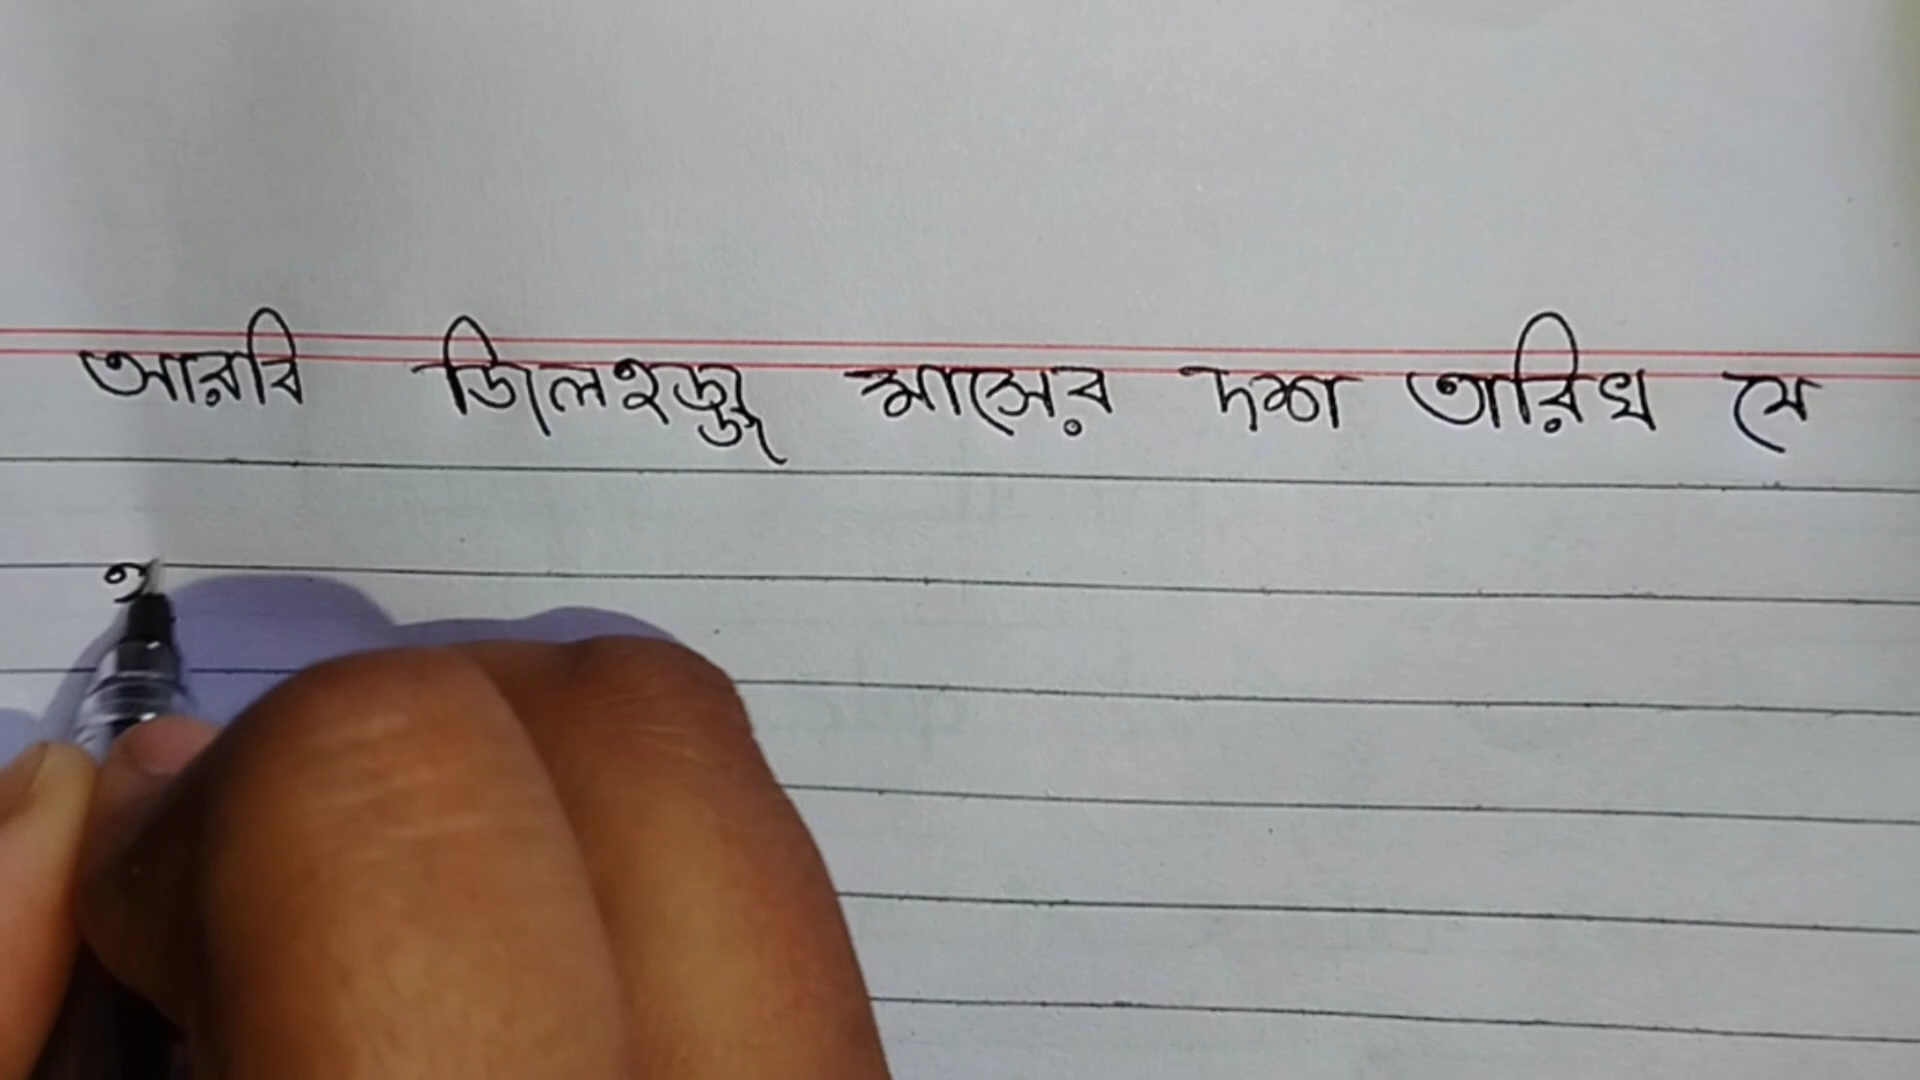 আরবি জিলহজ্জ মাসের দশ তারিখ যে